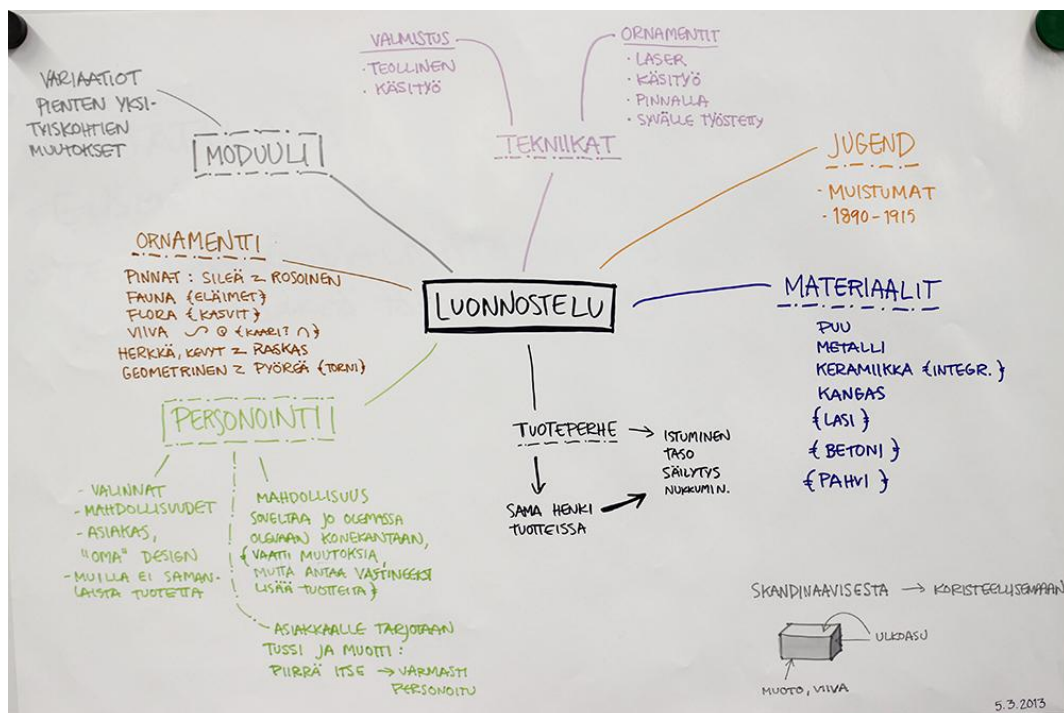 VARIAATIOT
PIENTEN YKSI-
TYISKOHTIEN
MUUTOKSET
MODUULI
VALMISTUS
· TEOLLINEN
· KÄSITYÖ
ORNAMENTIT
· LASER
· KÄSITYÖ
· PINNALLA
· SYVÄLLE TYÖSTETTY
TEKNIIKAT
JUGEND
- MUISTUMAT
- 1890-1915
ORNAMENTTI
PINNAT : SILEÄ Z ROSOINEN
FAUNA {ELÄIMET}
FLORA {KASVIT}
VIIVA {KAARI? ∩}
HERKKÄ, KEVYT Z RASKAS
GEOMETRINEN Z PYÖREÄ {TORNI}
LUONNOSTELU
MATERIAALIT
PUU
METALLI
KERAMIIKKA {INTEGR.}
KANGAS
{LASI}
{BETONI}
{PAHVI}
PERSONOINTI
- VALINNAT
- MAHDOLLISUUDET
- ASIAKAS,
"OMA" DESIGN
- MUILLA EI SAMAN-
LAISTA TUOTETTA
MAHDOLLISUUS
SOVELTAA JO OLEMASSA
OLEVAAN KONEKANTAAN,
{VAATII MUUTOKSIA,
MUTTA ANTAA VASTINEEKSI
LISÄÄ TUOTTEITA}
ASIAKKAALLE TARJOTAAN
TUSSI JA MUOTTI :
PIIRRÄ ITSE → VARMASTI
PERSONOITU
TUOTEPERHE →
ISTUMINEN
TASO
SÄILYTYS
NUKKUMIN.
SAMA HENKI
TUOTTEISSA
SKANDINAAVISESTA → KORISTEELLISEMPAAN
ULKOASU
MUOTO, VIIVA
5.3.2013